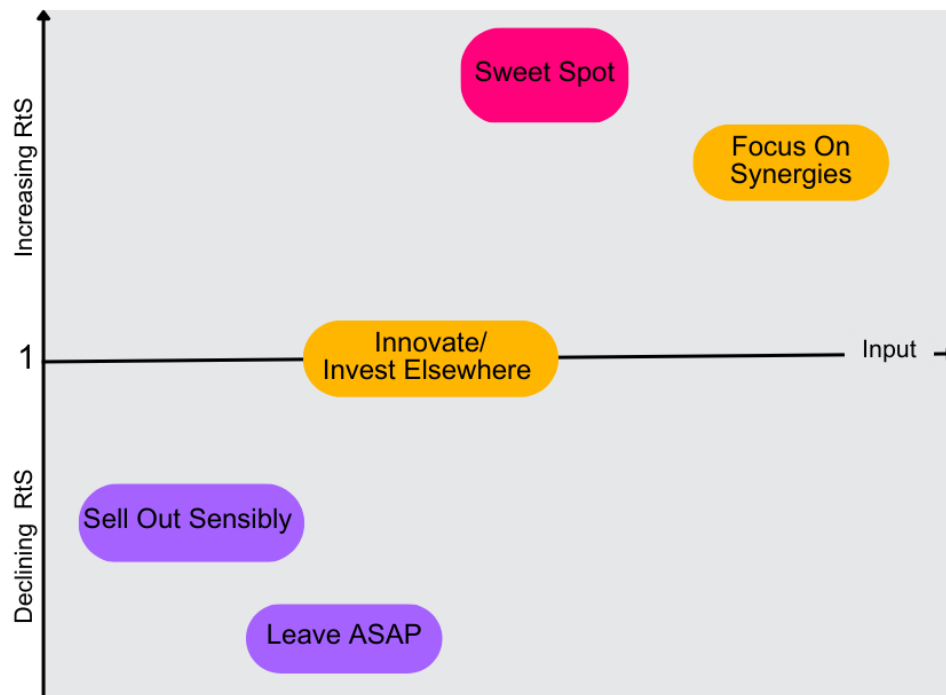 Increasing RtS
Sweet Spot
Focus On
Synergies
1
Innovate/
Invest Elsewhere
Input
Declining RtS
Sell Out Sensibly
Leave ASAP